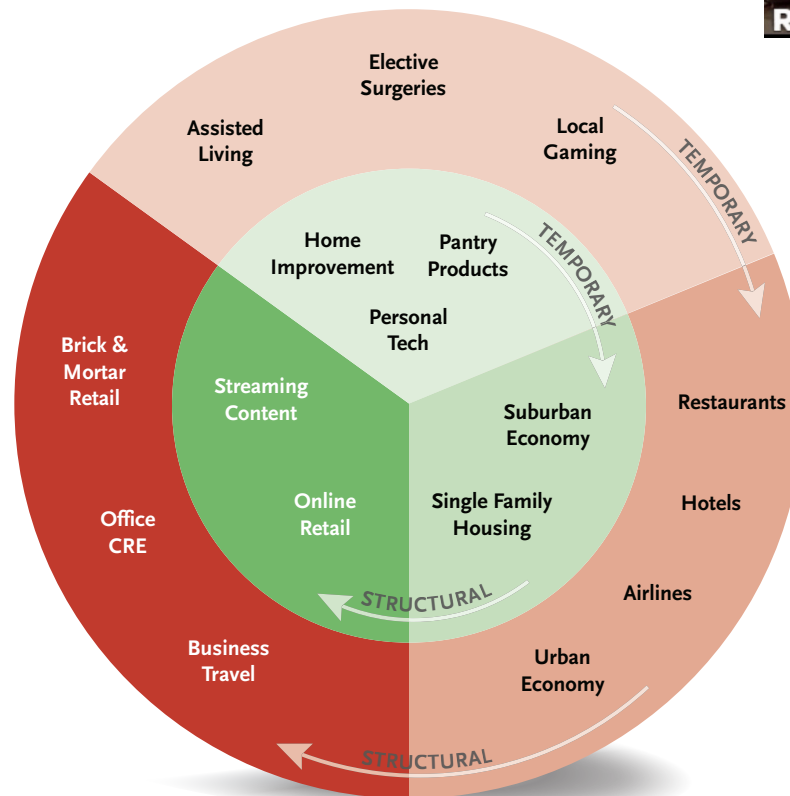 R
Elective
Surgeries
Assisted
Living
Local
Gaming
TEMPORARY
Home
Improvement
Pantry
Products
TEMPORARY
Personal
Tech
Brick &
Mortar
Retail
Streaming
Content
Suburban
Economy
Restaurants
Online
Retail
Single Family
Housing
Hotels
Office
CRE
STRUCTURAL
Airlines
Business
Travel
Urban
Economy
STRUCTURAL